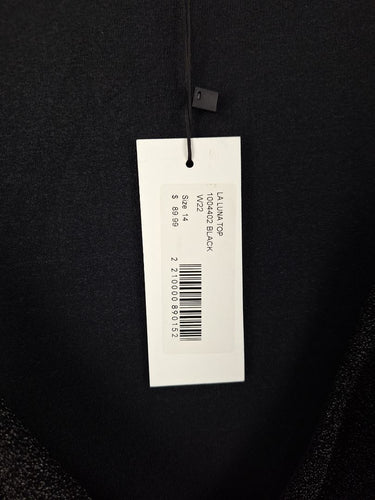 LA LUNA TOP
1004402 BLACK
W22
Size 14
$ 89.99
2 210000 890152